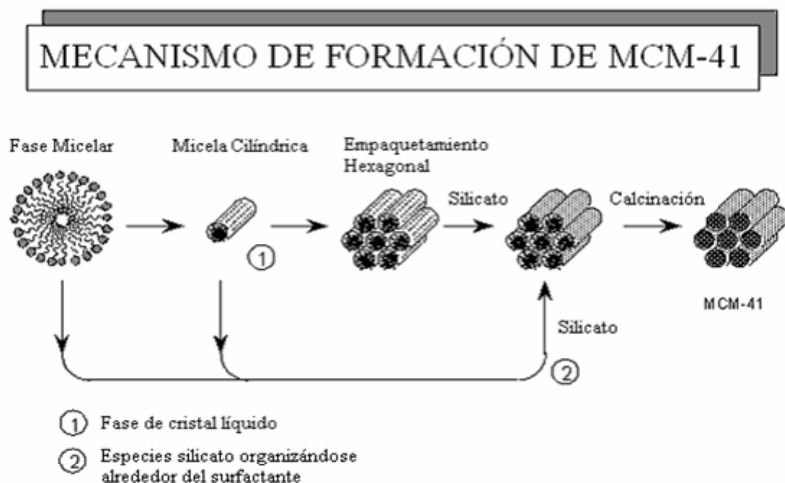 MECANISMO DE FORMACIÓN DE MCM-41
Fase Micelar
Micela Cilíndrica
Empaquetamiento
Hexagonal
Silicato
Calcinación
1
MCM-41
Silicato
2
1 Fase de cristal líquido
2 Especies silicato organizándose
alrededor del surfactante